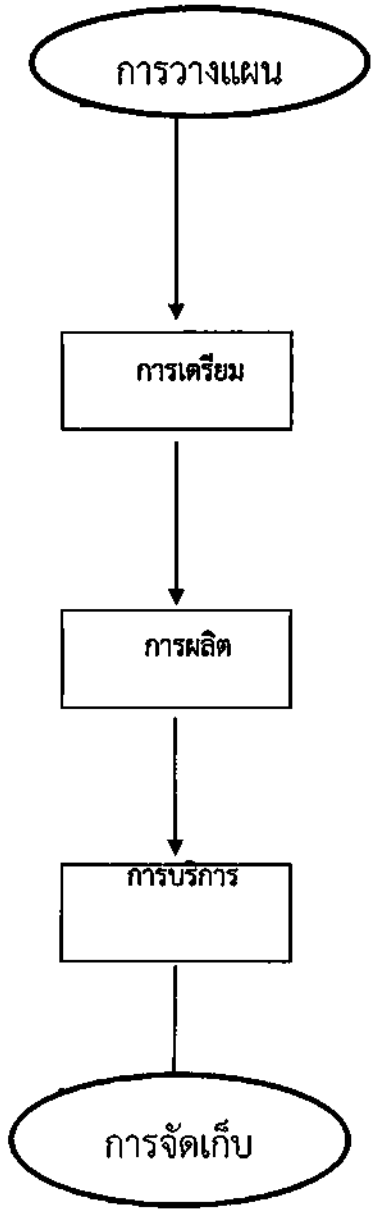 การวางแผน
การเตรียม
การผลิต
การบริการ
การจัดเก็บ